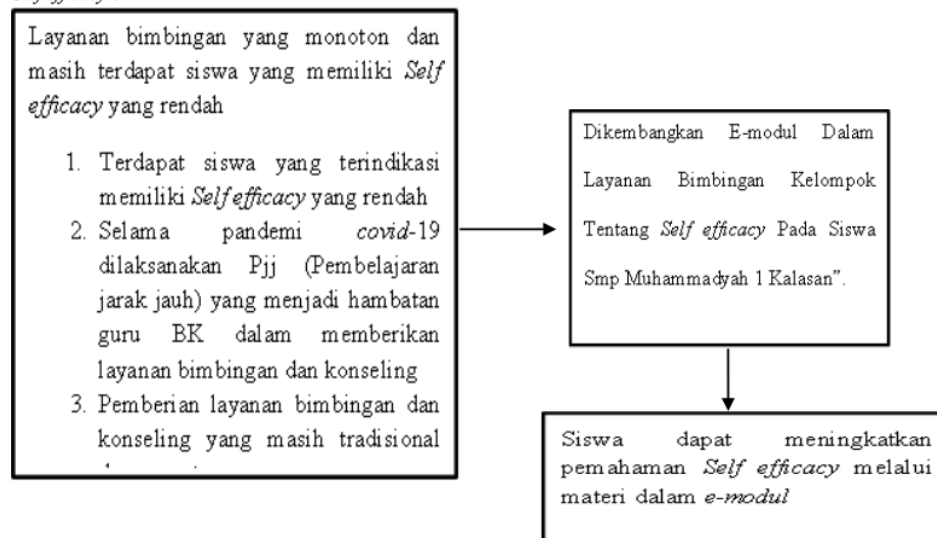 Layanan bimbingan yang monoton dan
masih terdapat siswa yang memiliki Self
efficacy yang rendah
1. Terdapat siswa yang terindikasi
memiliki Self efficacy yang rendah
2. Selama pandemi covid-19
dilaksanakan Pjj (Pembelajaran
jarak jauh) yang menjadi hambatan
guru BK dalam memberikan
layanan bimbingan dan konseling
3. Pemberian layanan bimbingan dan
konseling yang masih tradisional
Dikembangkan E-modul Dalam
Layanan Bimbingan Kelompok
Tentang Self efficacy Pada Siswa
Smp Muhammadyah 1 Kalasan”.
Siswa dapat meningkatkan
pemahaman Self efficacy melalui
materi dalam e-modul